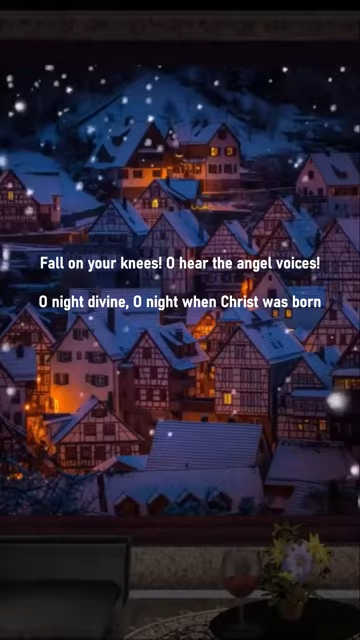 Fall on your knees! O hear the angel voices!
O night divine, O night when Christ was born